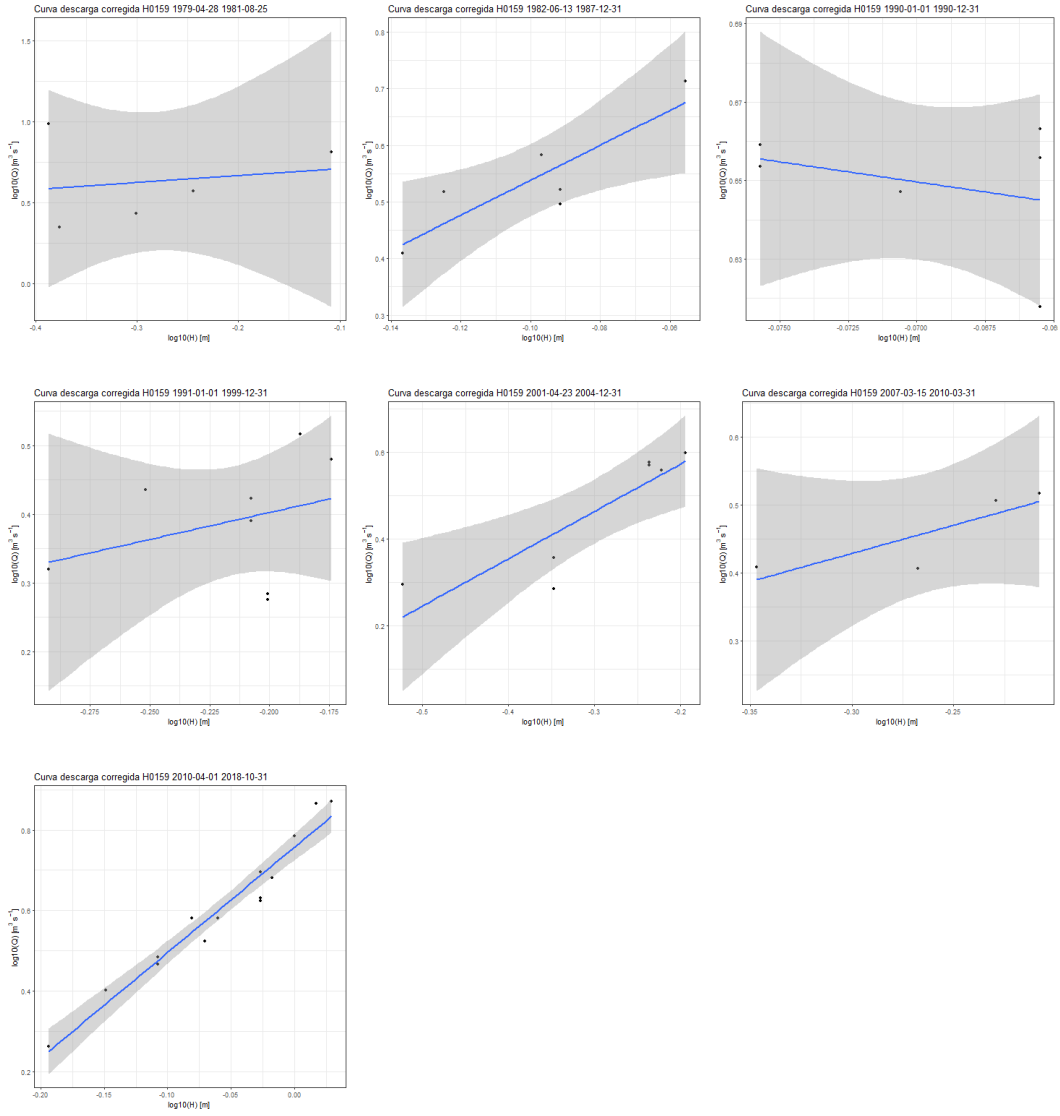 Curva descarga corregida H0159 1979-04-28 1981-08-25
1.5
1.0
0.5
0.0
log10(Q) [m³ s⁻¹]
-0.4 -0.3 -0.2 -0.1
log10(H) [m]
Curva descarga corregida H0159 1982-06-13 1987-12-31
0.8
0.7
0.6
0.5
0.4
0.3
log10(Q) [m³ s⁻¹]
-0.14 -0.12 -0.10 -0.08 -0.06
log10(H) [m]
Curva descarga corregida H0159 1990-01-01 1990-12-31
0.69
0.67
0.65
0.63
log10(Q) [m³ s⁻¹]
-0.0750 -0.0725 -0.0700 -0.0675 -0.06
log10(H) [m]
Curva descarga corregida H0159 1991-01-01 1999-12-31
0.5
0.4
0.3
0.2
log10(Q) [m³ s⁻¹]
-0.275 -0.250 -0.225 -0.200 -0.175
log10(H) [m]
Curva descarga corregida H0159 2001-04-23 2004-12-31
0.6
0.4
0.2
log10(Q) [m³ s⁻¹]
-0.5 -0.4 -0.3 -0.2
log10(H) [m]
Curva descarga corregida H0159 2007-03-15 2010-03-31
0.6
0.5
0.4
0.3
log10(Q) [m³ s⁻¹]
-0.35 -0.30 -0.25
log10(H) [m]
Curva descarga corregida H0159 2010-04-01 2018-10-31
0.8
0.6
0.4
0.2
log10(Q) [m³ s⁻¹]
-0.20 -0.15 -0.10 -0.05 0.00
log10(H) [m]